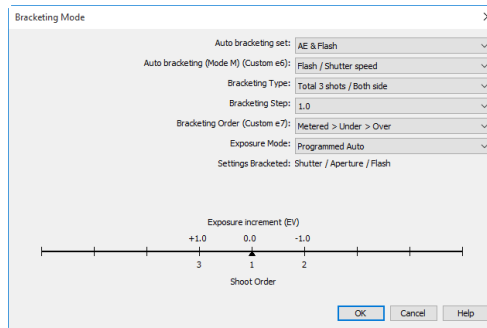 Bracketing Mode
Auto bracketing set: AE & Flash
Auto bracketing (Mode M) (Custom e6): Flash / Shutter speed
Bracketing Type: Total 3 shots / Both side
Bracketing Step: 1.0
Bracketing Order (Custom e7): Metered > Under > Over
Exposure Mode: Programmed Auto
Settings Bracketed: Shutter / Aperture / Flash
Exposure increment (EV)
+1.0 0.0 -1.0
3 1 2
Shoot Order
OK Cancel Help